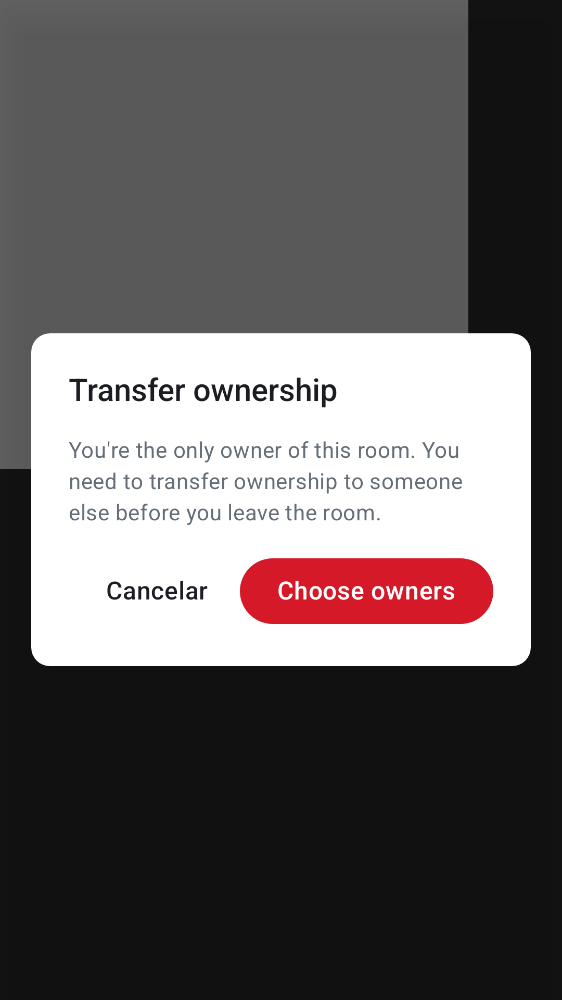 Transfer ownership
You're the only owner of this room. You
need to transfer ownership to someone
else before you leave the room.
Cancelar
Choose owners